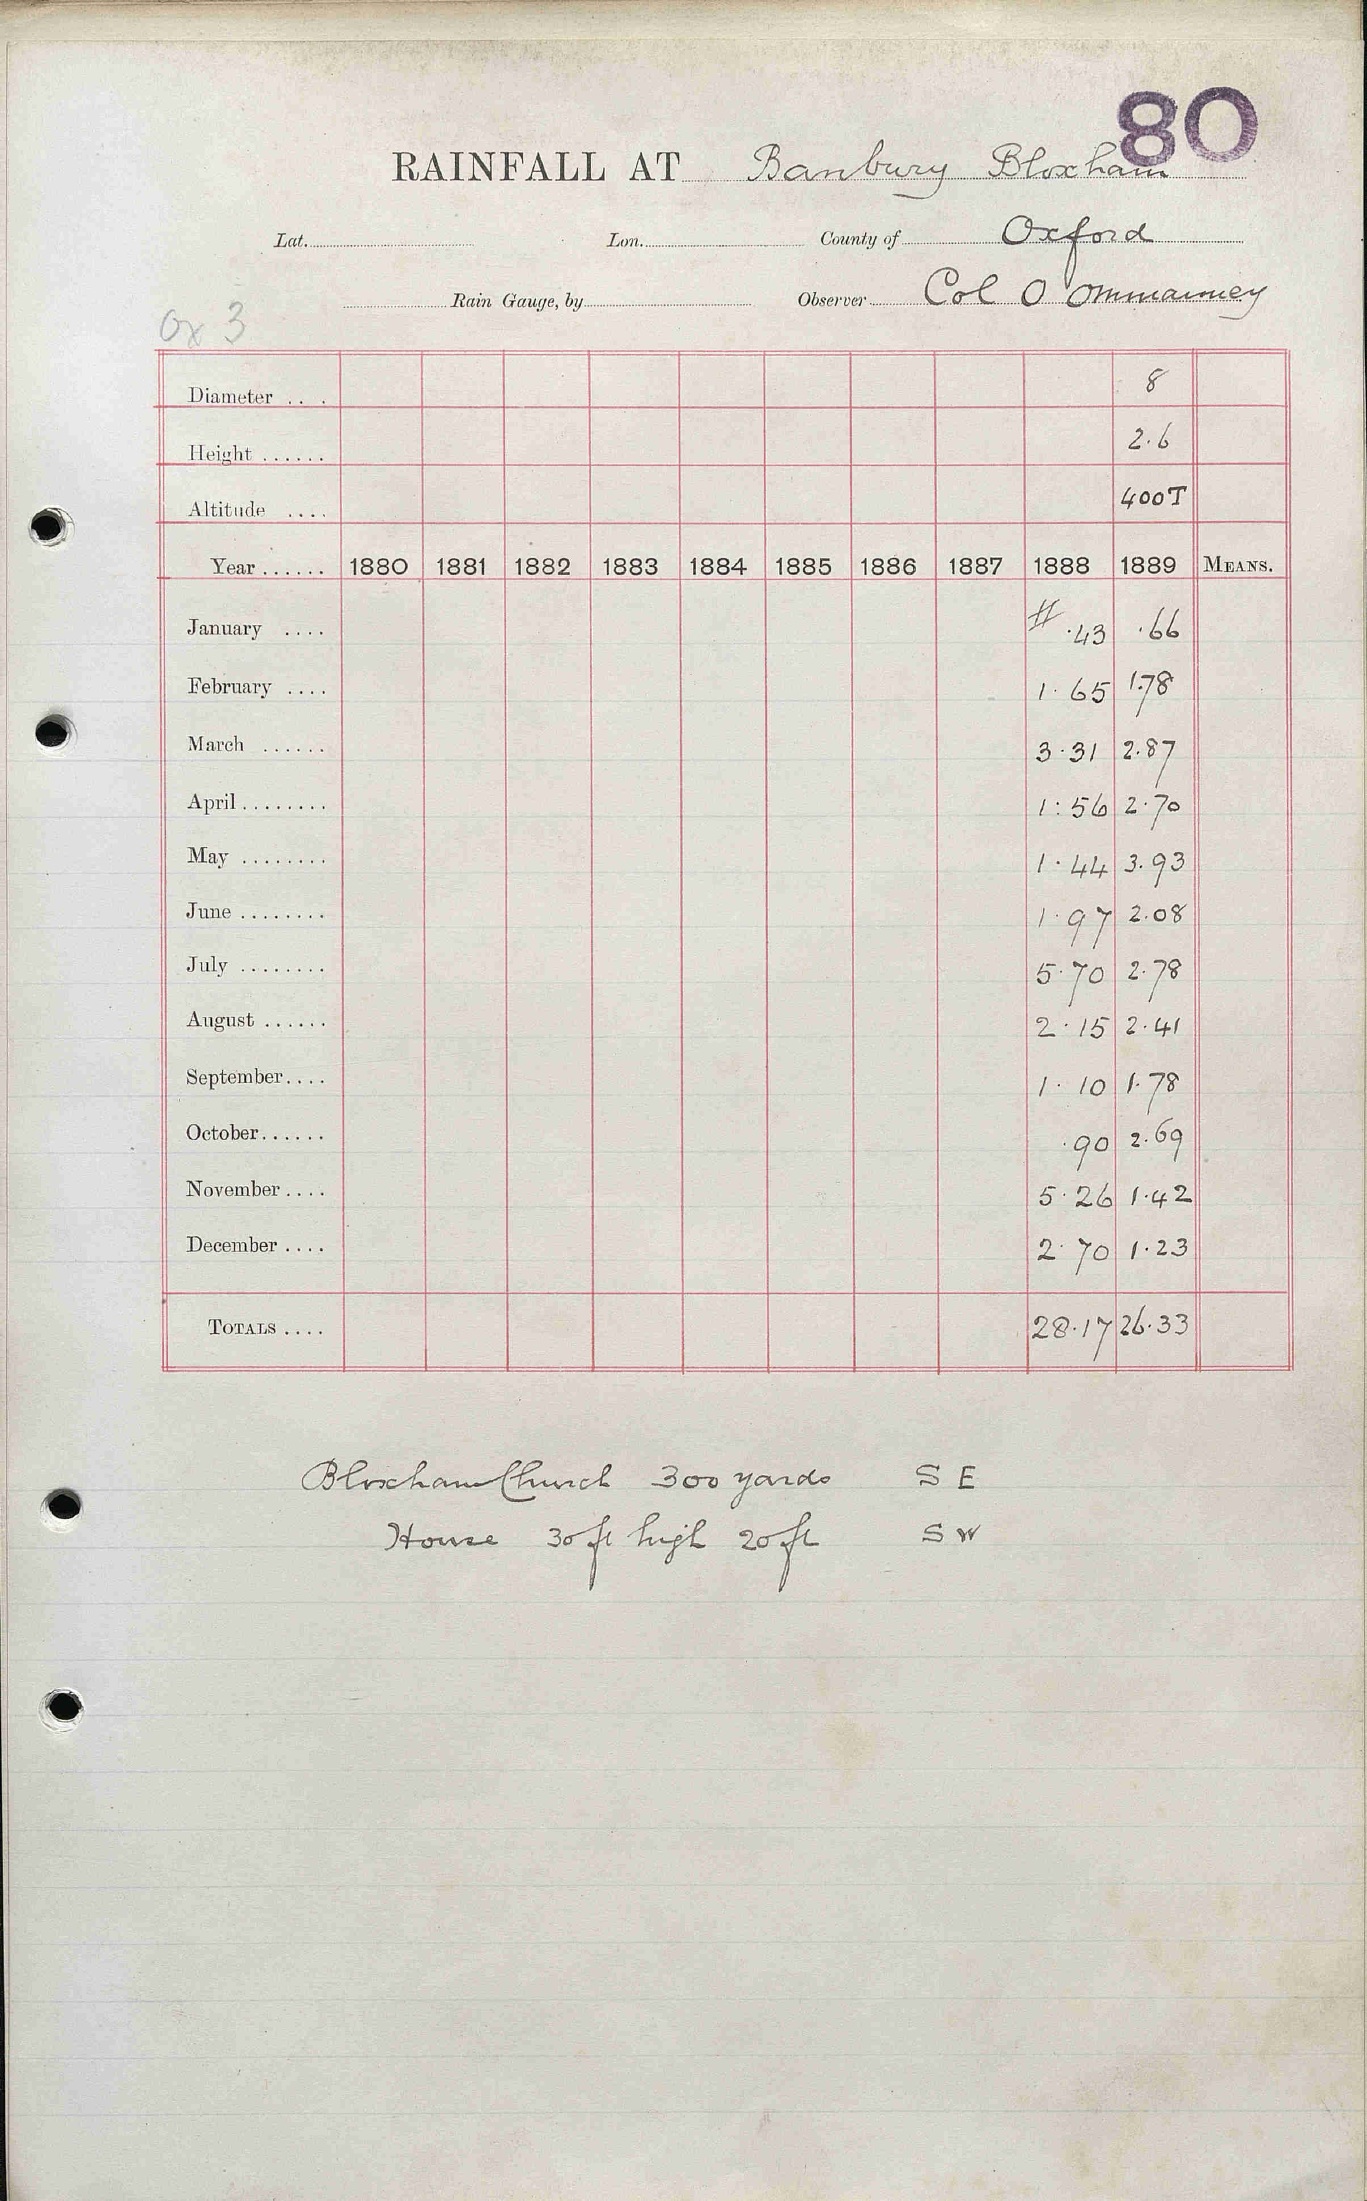 80
RAINFALL AT Banbury Bloxham
Lat. Lon. County of Oxford
Rain Gauge, by Observer Col O Ommanney
Ox 3
Diameter . . . 8
Height ...... 2.6
Altitude .... 400T
Year ...... 1880 1881 1882 1883 1884 1885 1886 1887 1888 1889 MEANS.
January .... # .43 .66
February .... 1.65 1.78
March ...... 3.31 2.87
April ........ 1.56 2.70
May ........ 1.44 3.93
June ........ 1.97 2.08
July ........ 5.70 2.78
August ...... 2.15 2.41
September.... 1.10 1.78
October...... .90 2.69
November.... 5.26 1.42
December .... 2.70 1.23
TOTALS .... 28.17 26.33
Bloxham Church 300 yards S E
House 30 ft high 20 ft S W